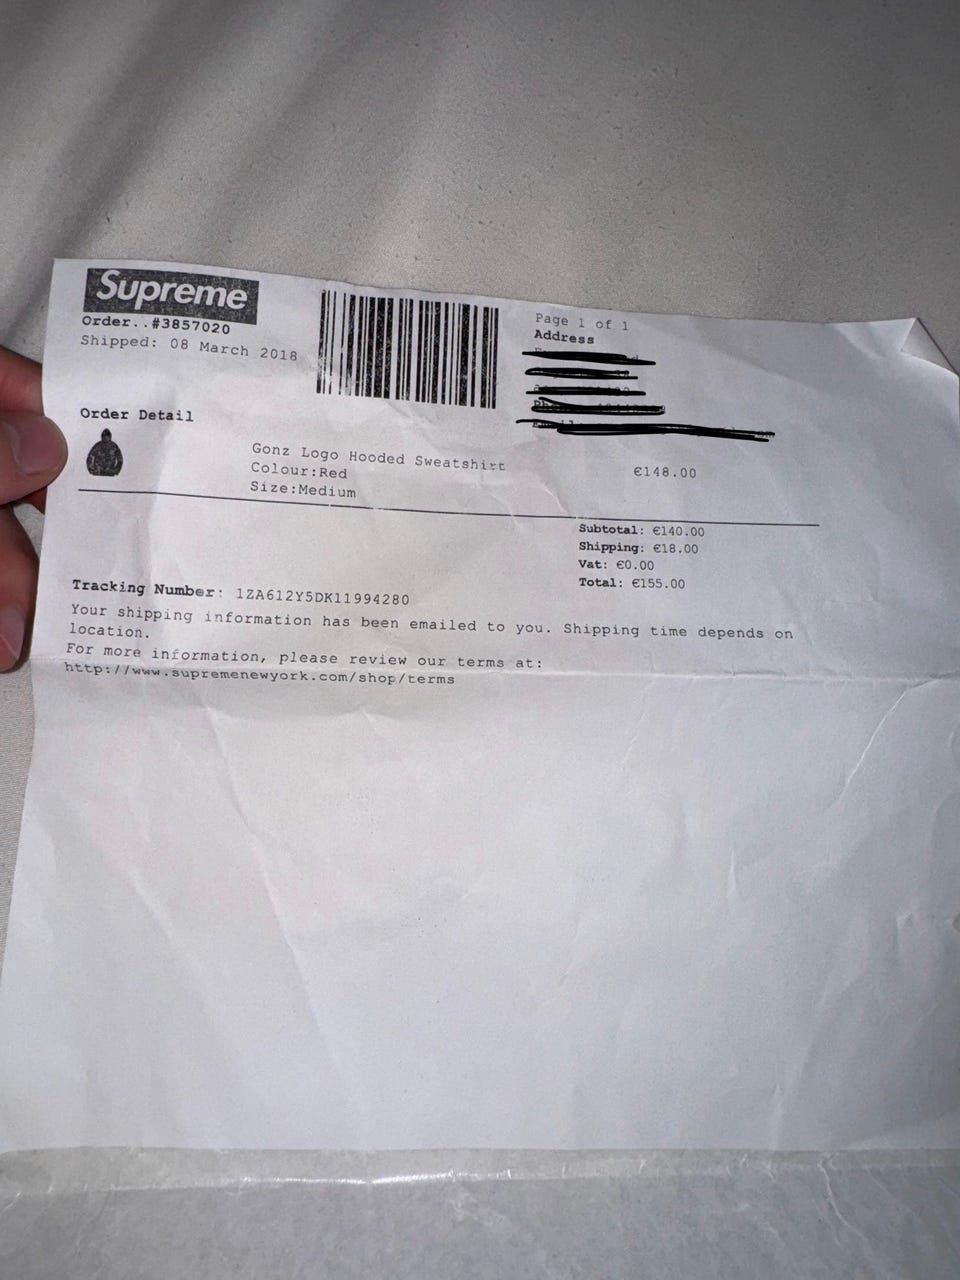 Supreme
Order..#3857020
Shipped: 08 March 2018
Page 1 of 1
Address
Order Detail
Gonz Logo Hooded Sweatshirt €148.00
Colour:Red
Size:Medium
Subtotal: €140.00
Shipping: €18.00
Vat: €0.00
Total: €155.00
Tracking Number: 1ZA612Y5DK11994280
Your shipping information has been emailed to you. Shipping time depends on
location.
For more information, please review our terms at:
http://www.supremenewyork.com/shop/terms